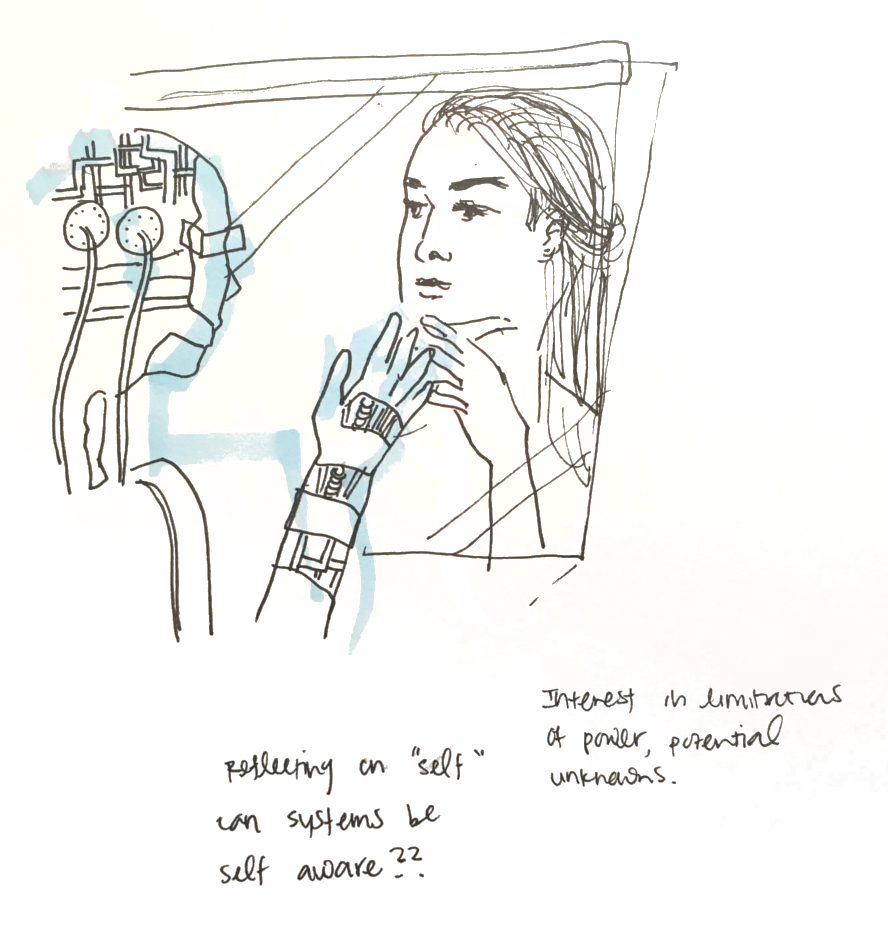 Interest in limitations
of power, potential
unknowns.
Reflecting on "self"
can systems be
self aware??